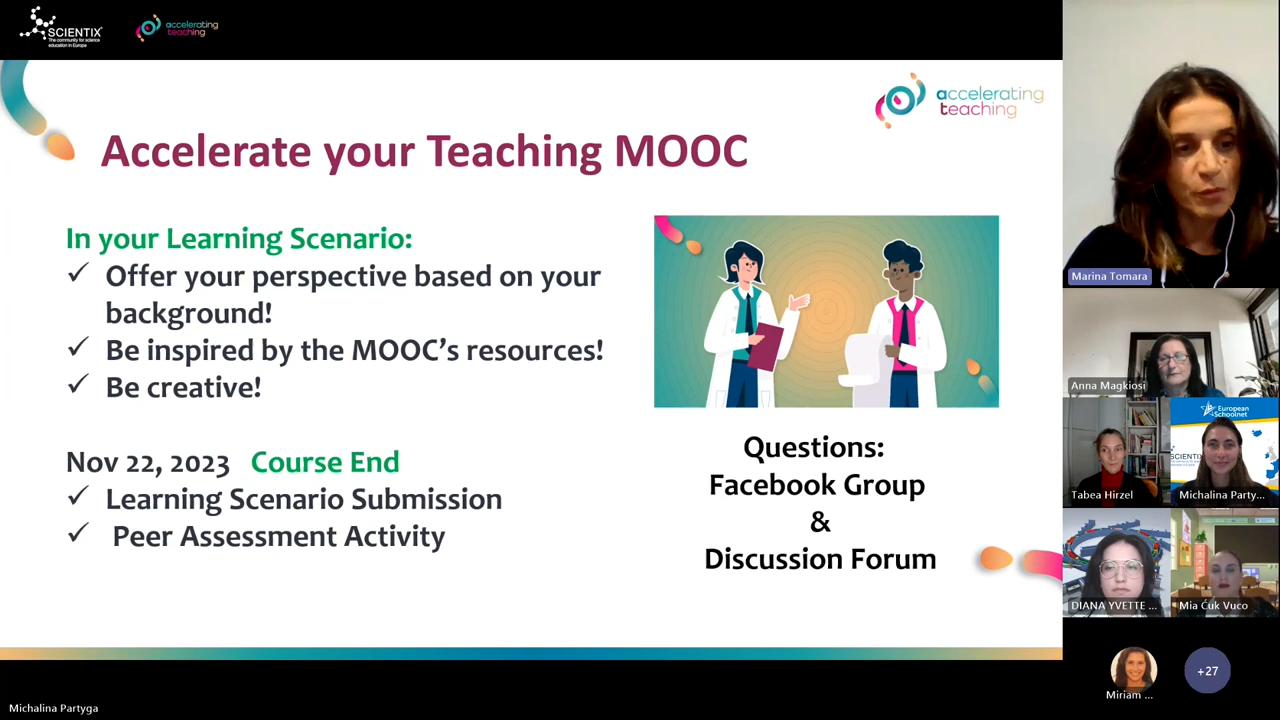 SCIENTIX
The community for science
education in Europe
accelerating
teaching
accelerating
teaching
Accelerate your Teaching MOOC
In your Learning Scenario:
✓ Offer your perspective based on your
background!
✓ Be inspired by the MOOC's resources!
✓ Be creative!
Nov 22, 2023 Course End
✓ Learning Scenario Submission
✓ Peer Assessment Activity
Questions:
Facebook Group
&
Discussion Forum
Marina Tomara
Anna Magkiosi
Tabea Hirzel
European
Schoolnet
SCIENTIX
Michalina Party...
DIANA YVETTE ...
Mia Ćuk Vuco
Miriam ...
+27
Michalina Partyga